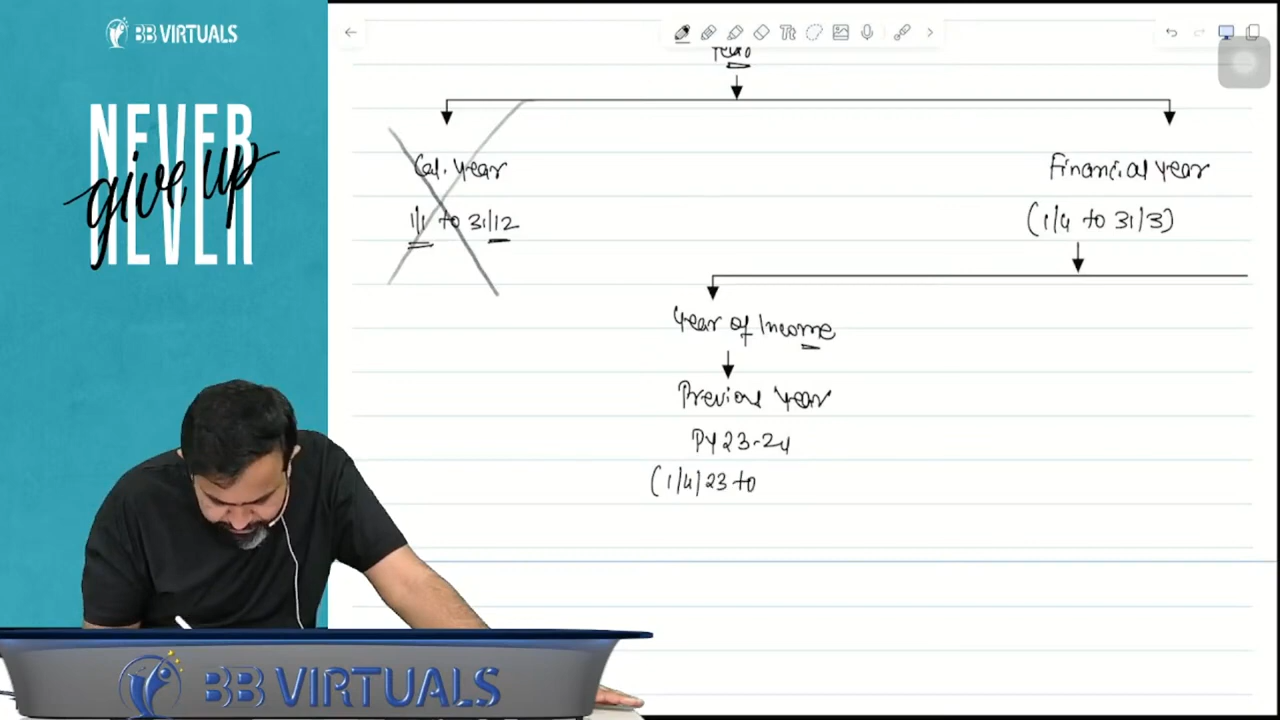 BB VIRTUALS
NEVER
give up
NEVER
Year
Cal. Year
1/1 to 31/12
Financial year
(1/4 to 31/3)
Year of Income
Previous Year
PY 23-24
(1/4/23 to
BB VIRTUALS